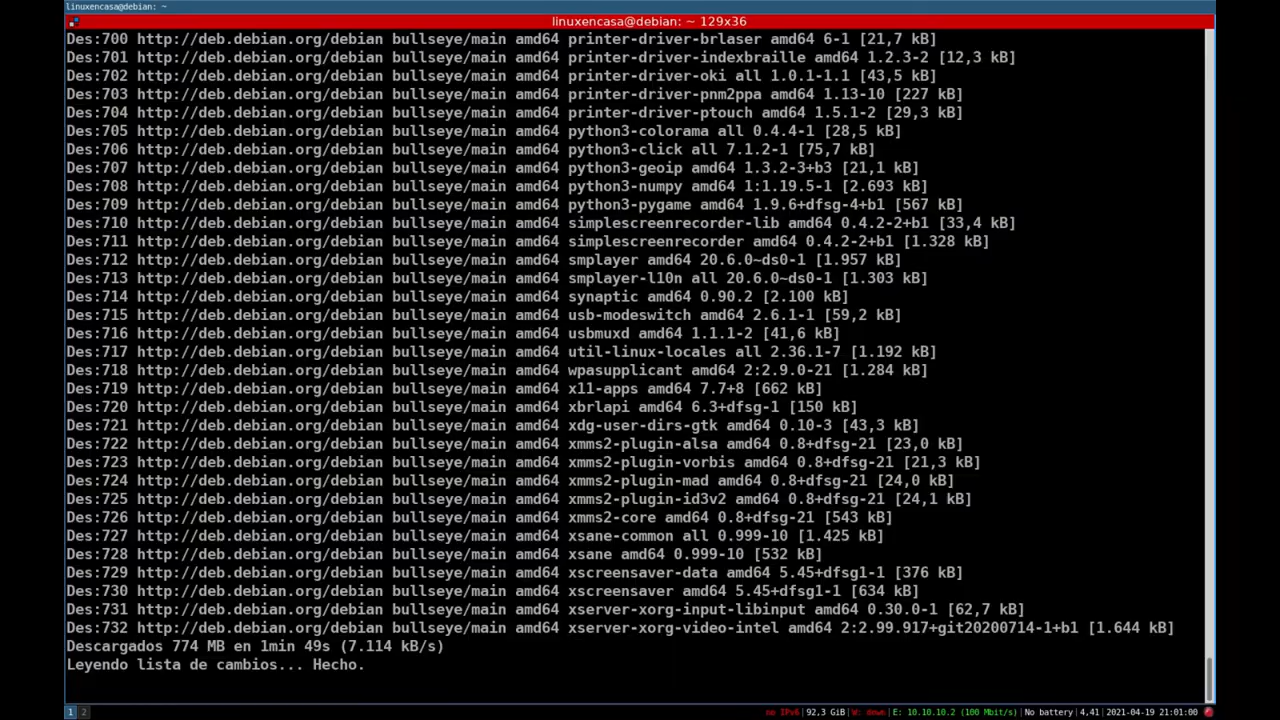 linuxencasa@debian: ~
linuxencasa@debian: ~ 129x36
Des:700 http://deb.debian.org/debian bullseye/main amd64 printer-driver-brlaser amd64 6-1 [21,7 kB]
Des:701 http://deb.debian.org/debian bullseye/main amd64 printer-driver-indexbraille amd64 1.2.3-2 [12,3 kB]
Des:702 http://deb.debian.org/debian bullseye/main amd64 printer-driver-oki all 1.0.1-1.1 [43,5 kB]
Des:703 http://deb.debian.org/debian bullseye/main amd64 printer-driver-pnm2ppa amd64 1.13-10 [227 kB]
Des:704 http://deb.debian.org/debian bullseye/main amd64 printer-driver-ptouch amd64 1.5.1-2 [29,3 kB]
Des:705 http://deb.debian.org/debian bullseye/main amd64 python3-colorama all 0.4.4-1 [28,5 kB]
Des:706 http://deb.debian.org/debian bullseye/main amd64 python3-click all 7.1.2-1 [75,7 kB]
Des:707 http://deb.debian.org/debian bullseye/main amd64 python3-geoip amd64 1.3.2-3+b3 [21,1 kB]
Des:708 http://deb.debian.org/debian bullseye/main amd64 python3-numpy amd64 1:1.19.5-1 [2.693 kB]
Des:709 http://deb.debian.org/debian bullseye/main amd64 python3-pygame amd64 1.9.6+dfsg-4+b1 [567 kB]
Des:710 http://deb.debian.org/debian bullseye/main amd64 simplescreenrecorder-lib amd64 0.4.2-2+b1 [33,4 kB]
Des:711 http://deb.debian.org/debian bullseye/main amd64 simplescreenrecorder amd64 0.4.2-2+b1 [1.328 kB]
Des:712 http://deb.debian.org/debian bullseye/main amd64 smplayer amd64 20.6.0~ds0-1 [1.957 kB]
Des:713 http://deb.debian.org/debian bullseye/main amd64 smplayer-l10n all 20.6.0~ds0-1 [1.303 kB]
Des:714 http://deb.debian.org/debian bullseye/main amd64 synaptic amd64 0.90.2 [2.100 kB]
Des:715 http://deb.debian.org/debian bullseye/main amd64 usb-modeswitch amd64 2.6.1-1 [59,2 kB]
Des:716 http://deb.debian.org/debian bullseye/main amd64 usbmuxd amd64 1.1.1-2 [41,6 kB]
Des:717 http://deb.debian.org/debian bullseye/main amd64 util-linux-locales all 2.36.1-7 [1.192 kB]
Des:718 http://deb.debian.org/debian bullseye/main amd64 wpasupplicant amd64 2:2.9.0-21 [1.284 kB]
Des:719 http://deb.debian.org/debian bullseye/main amd64 x11-apps amd64 7.7+8 [662 kB]
Des:720 http://deb.debian.org/debian bullseye/main amd64 xbrlapi amd64 6.3+dfsg-1 [150 kB]
Des:721 http://deb.debian.org/debian bullseye/main amd64 xdg-user-dirs-gtk amd64 0.10-3 [43,3 kB]
Des:722 http://deb.debian.org/debian bullseye/main amd64 xmms2-plugin-alsa amd64 0.8+dfsg-21 [23,0 kB]
Des:723 http://deb.debian.org/debian bullseye/main amd64 xmms2-plugin-vorbis amd64 0.8+dfsg-21 [21,3 kB]
Des:724 http://deb.debian.org/debian bullseye/main amd64 xmms2-plugin-mad amd64 0.8+dfsg-21 [24,0 kB]
Des:725 http://deb.debian.org/debian bullseye/main amd64 xmms2-plugin-id3v2 amd64 0.8+dfsg-21 [24,1 kB]
Des:726 http://deb.debian.org/debian bullseye/main amd64 xmms2-core amd64 0.8+dfsg-21 [543 kB]
Des:727 http://deb.debian.org/debian bullseye/main amd64 xsane-common all 0.999-10 [1.425 kB]
Des:728 http://deb.debian.org/debian bullseye/main amd64 xsane amd64 0.999-10 [532 kB]
Des:729 http://deb.debian.org/debian bullseye/main amd64 xscreensaver-data amd64 5.45+dfsg1-1 [376 kB]
Des:730 http://deb.debian.org/debian bullseye/main amd64 xscreensaver amd64 5.45+dfsg1-1 [634 kB]
Des:731 http://deb.debian.org/debian bullseye/main amd64 xserver-xorg-input-libinput amd64 0.30.0-1 [62,7 kB]
Des:732 http://deb.debian.org/debian bullseye/main amd64 xserver-xorg-video-intel amd64 2:2.99.917+git20200714-1+b1 [1.644 kB]
Descargados 774 MB en 1min 49s (7.114 kB/s)
Leyendo lista de cambios... Hecho.
1 2 no IPv6|92,3 GiB|W: down|E: 10.10.10.2 (100 Mbit/s)|No battery|4,41|2021-04-19 21:01:00